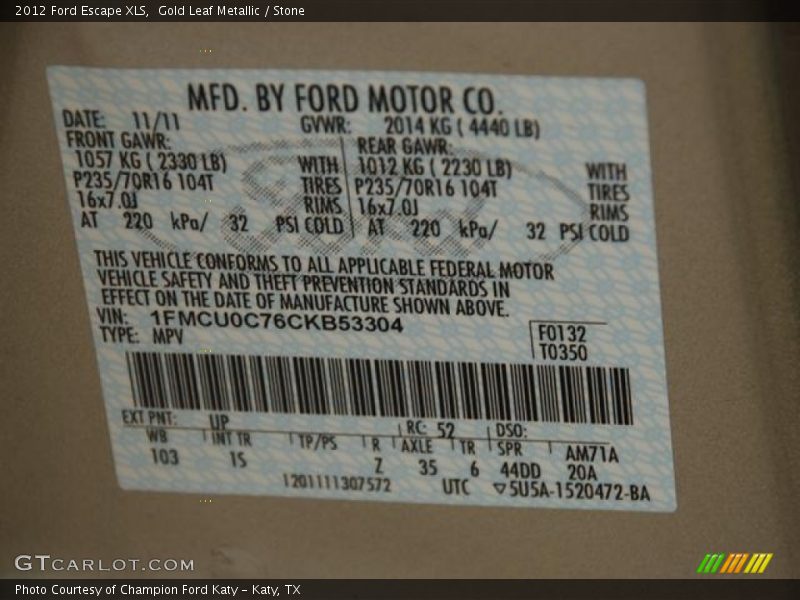 2012 Ford Escape XLS, Gold Leaf Metallic / Stone
MFD. BY FORD MOTOR CO.
DATE: 11/11 GVWR: 2014 KG ( 4440 LB)
FRONT GAWR: REAR GAWR:
1057 KG ( 2330 LB) WITH 1012 KG ( 2230 LB) WITH
P235/70R16 104T TIRES P235/70R16 104T TIRES
16x7.0J RIMS 16x7.0J RIMS
AT 220 kPa/ 32 PSI COLD AT 220 kPa/ 32 PSI COLD
THIS VEHICLE CONFORMS TO ALL APPLICABLE FEDERAL MOTOR
VEHICLE SAFETY AND THEFT PREVENTION STANDARDS IN
EFFECT ON THE DATE OF MANUFACTURE SHOWN ABOVE.
VIN: 1FMCU0C76CKB53304
TYPE: MPV
F0132
T0350
EXT PNT: UP RC: 52 DSO:
WB INT TR TP/PS R AXLE TR SPR AM71A
103 IS Z 35 6 44DD 20A
1201111307572 UTC ▽5U5A-1520472-BA
GTCARLOT.COM
Photo Courtesy of Champion Ford Katy – Katy, TX